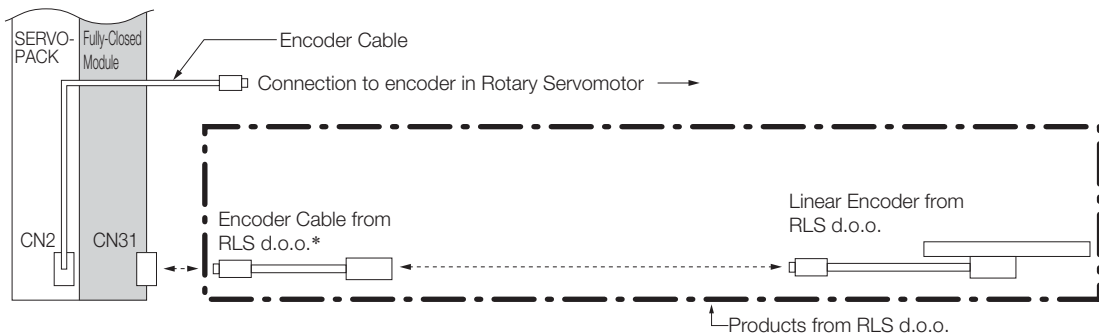 SERVO-
PACK
Fully-Closed
Module
Encoder Cable
Connection to encoder in Rotary Servomotor
Linear Encoder from
RLS d.o.o.
Encoder Cable from
RLS d.o.o.*
CN2
CN31
Products from RLS d.o.o.